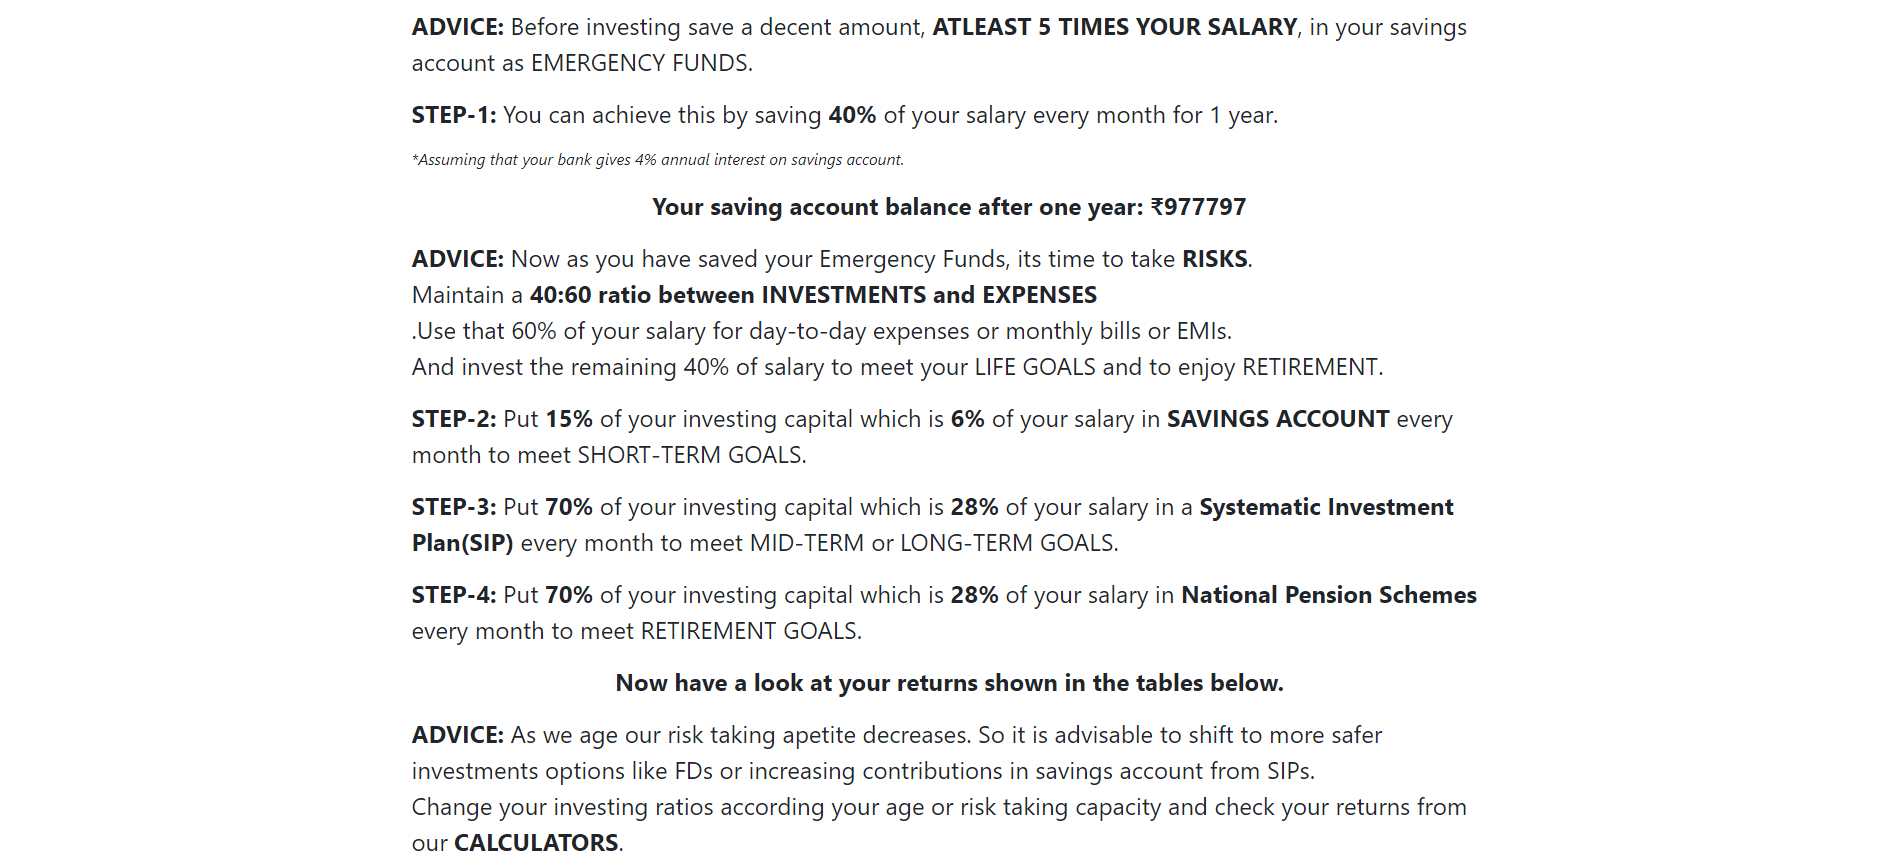 ADVICE: Before investing save a decent amount, ATLEAST 5 TIMES YOUR SALARY, in your savings
account as EMERGENCY FUNDS.
STEP-1: You can achieve this by saving 40% of your salary every month for 1 year.
*Assuming that your bank gives 4% annual interest on savings account.
Your saving account balance after one year: ₹977797
ADVICE: Now as you have saved your Emergency Funds, its time to take RISKS.
Maintain a 40:60 ratio between INVESTMENTS and EXPENSES
.Use that 60% of your salary for day-to-day expenses or monthly bills or EMIs.
And invest the remaining 40% of salary to meet your LIFE GOALS and to enjoy RETIREMENT.
STEP-2: Put 15% of your investing capital which is 6% of your salary in SAVINGS ACCOUNT every
month to meet SHORT-TERM GOALS.
STEP-3: Put 70% of your investing capital which is 28% of your salary in a Systematic Investment
Plan(SIP) every month to meet MID-TERM or LONG-TERM GOALS.
STEP-4: Put 70% of your investing capital which is 28% of your salary in National Pension Schemes
every month to meet RETIREMENT GOALS.
Now have a look at your returns shown in the tables below.
ADVICE: As we age our risk taking apetite decreases. So it is advisable to shift to more safer
investments options like FDs or increasing contributions in savings account from SIPs.
Change your investing ratios according your age or risk taking capacity and check your returns from
our CALCULATORS.